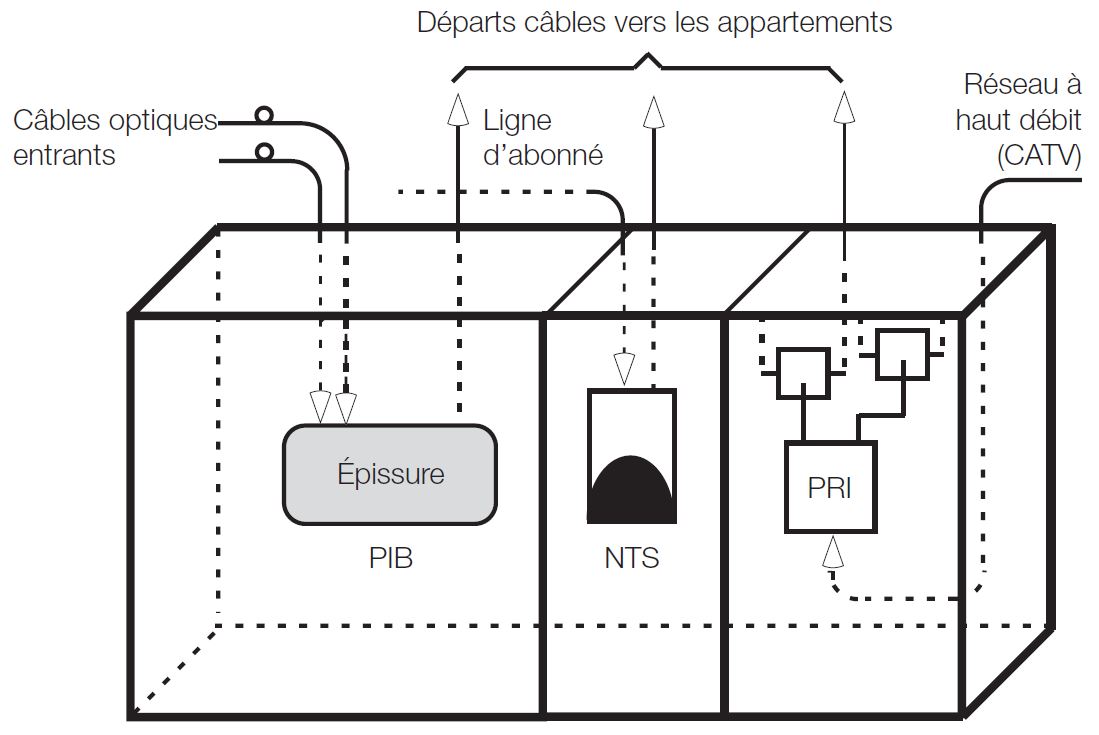 Départs câbles vers les appartements
Câbles optiques
entrants
Ligne
d'abonné
Réseau à
haut débit
(CATV)
Épissure
PIB
NTS
PRI